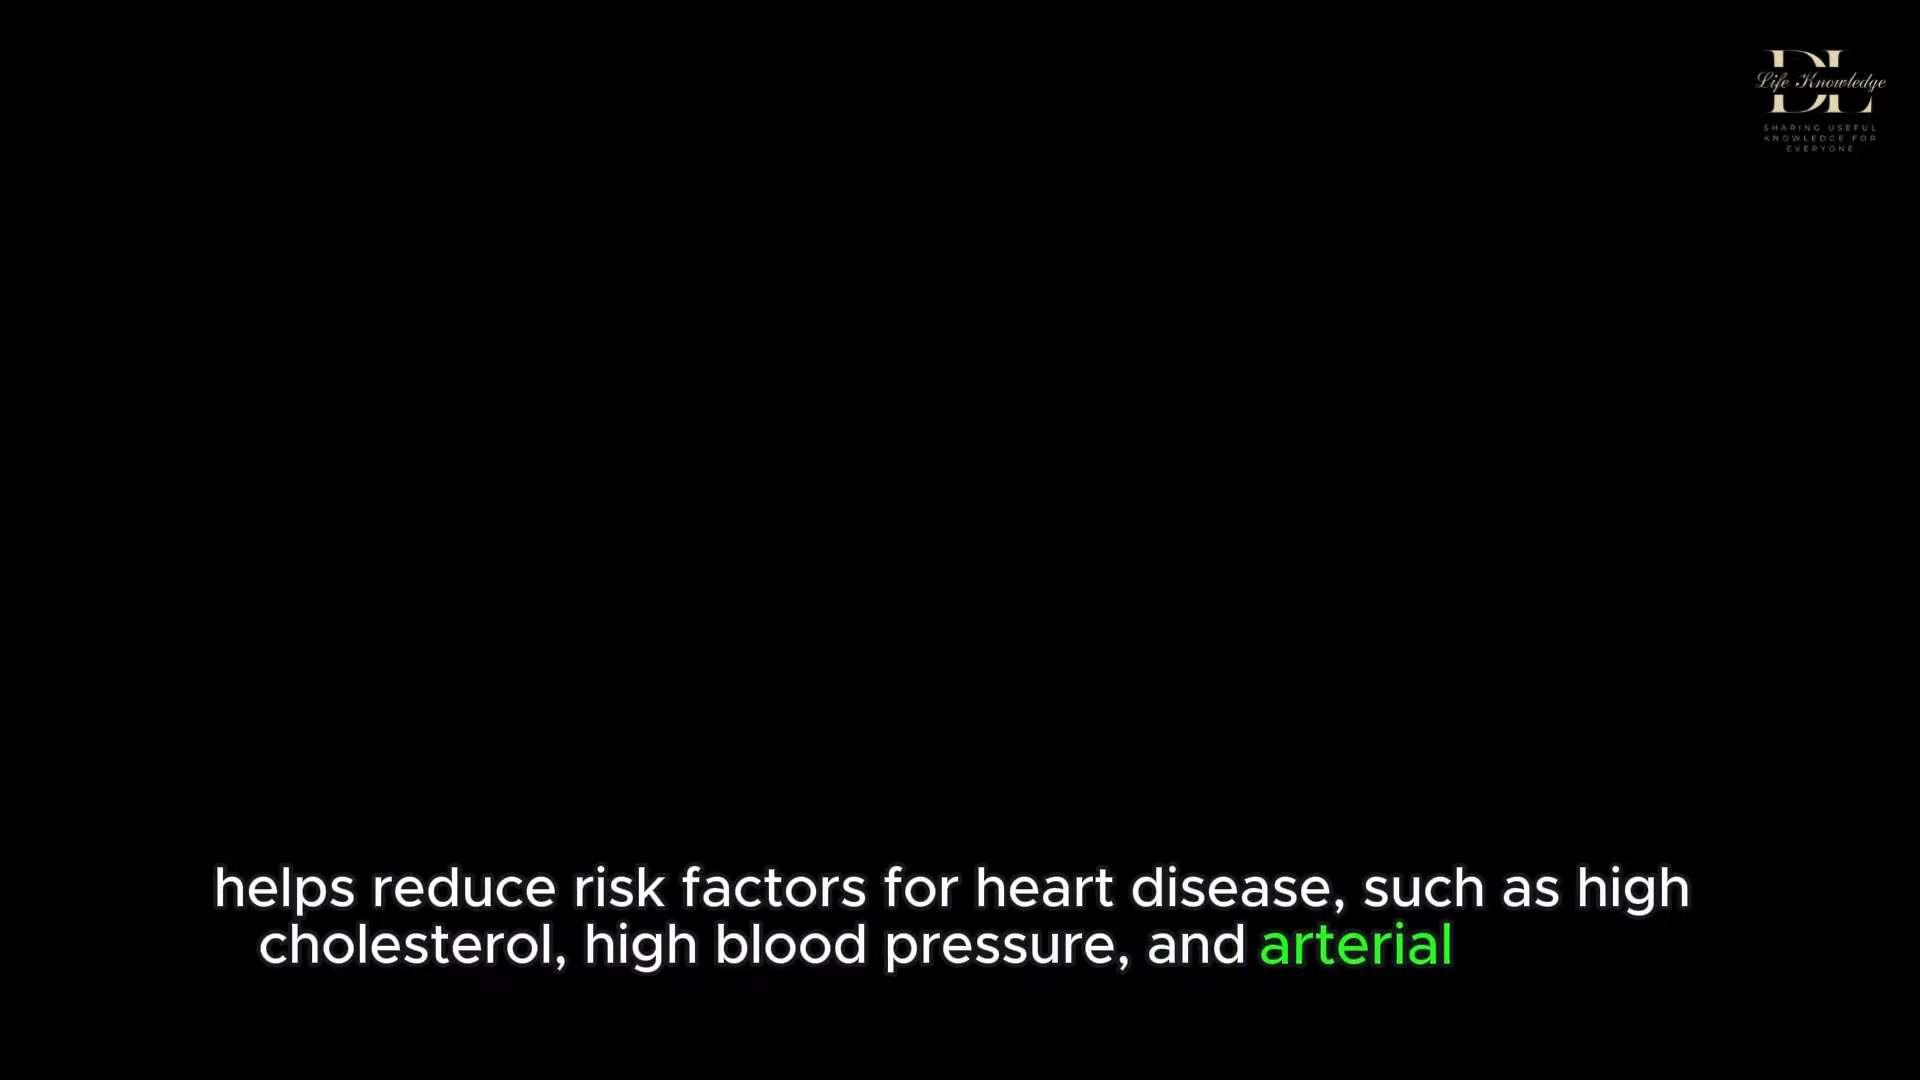 DL
Life Knowledge
SHARING USEFUL
KNOWLEDGE FOR
EVERYONE
helps reduce risk factors for heart disease, such as high
cholesterol, high blood pressure, and arterial